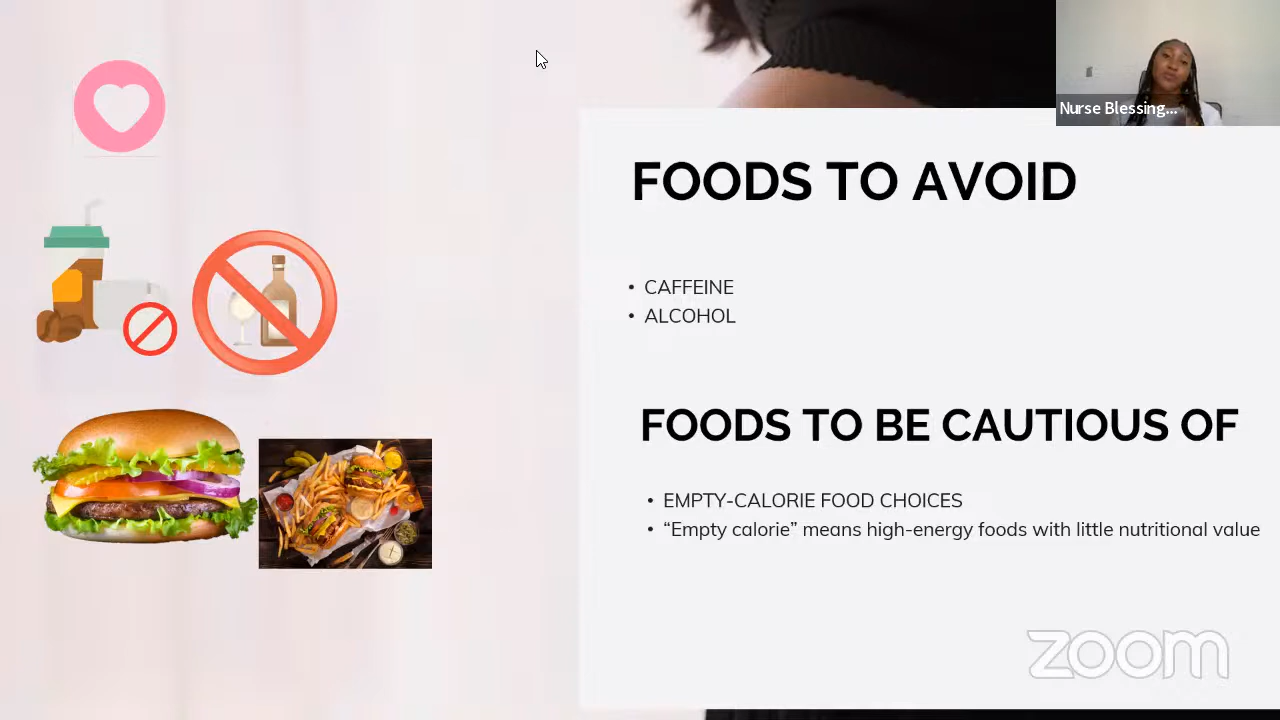 Nurse Blessing...
FOODS TO AVOID
• CAFFEINE
• ALCOHOL
FOODS TO BE CAUTIOUS OF
• EMPTY-CALORIE FOOD CHOICES
• “Empty calorie” means high-energy foods with little nutritional value
zoom